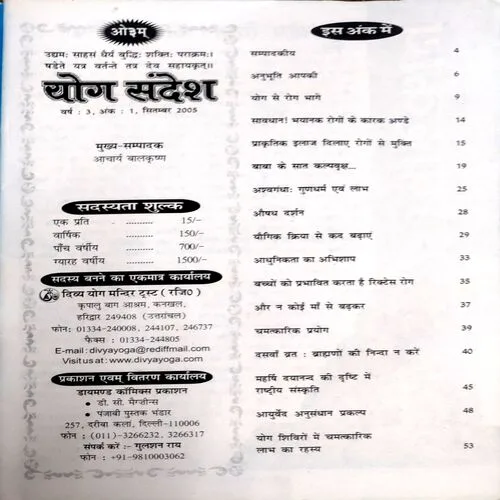 ओ३म्
उद्यमः साहसं धैर्यं बुद्धिः शक्तिः पराक्रमः।
षडेते यत्र वर्तन्ते तत्र देव सहायकृत्॥
योग संदेश
वर्ष : 3, अंक : 1, सितम्बर 2005
मुख्य-सम्पादक
आचार्य बालकृष्ण
सदस्यता शुल्क
एक प्रति . .......... 15/-
वार्षिक .......... 150/-
पाँच वर्षीय .......... 700/-
ग्यारह वर्षीय .......... 1500/-
सदस्य बनने का एकमात्र कार्यालय
दिव्य योग मन्दिर ट्रस्ट ( रजि0 )
कृपालु बाग आश्रम, कनखल,
हरिद्वार 249408 (उत्तरांचल)
फोन: 01334-240008, 244107, 246737
फैक्स : 01334-244805
E-mail : divyayoga@rediffmail.com
Visit us at : www.divyayoga.com
प्रकाशन एवम् वितरण कार्यालय
डायमण्ड कॉमिक्स प्रकाशन
• डी. सी. मैग्ज़ीन्स
• पंजाबी पुस्तक भंडार
257, दरीबा कलां, दिल्ली-110006
फोन : (011)-3266232, 3266317
संपर्क करें :- गुलशन राय
फोन : +91-9810003062
इस अंक में
सम्पादकीय 4
अनुभूति आपकी 6
योग से रोग भागे 9
सावधान! भयानक रोगों के कारक अण्डे 13
प्राकृतिक इलाज दिलाए रोगों से मुक्ति 15
बाबा के सात कल्पवृक्ष... 19
अश्वगंधाः गुणधर्म एवं लाभ 25
औषध दर्शन 28
यौगिक क्रिया से कद बढ़ाए 29
आधुनिकता का अभिशाप 33
बच्चों को प्रभावित करता है रिकेट्स रोग 35
और न कोई माँ से बढ़कर 37
चमत्कारिक प्रयोग 39
दसवाँ व्रत : ब्राह्मणों की निन्दा न करें 40
महर्षि दयानन्द की दृष्टि में
राष्ट्रीय संस्कृति 45
आयुर्वेद अनुसंधान प्रकल्प 48
योग शिविरों में चमत्कारिक
लाभ का रहस्य 53